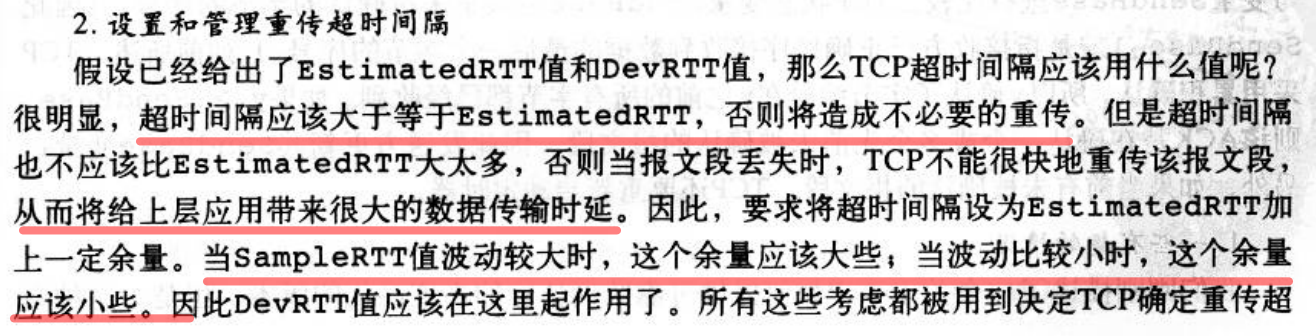 2. 设置和管理重传超时间隔
假设已经给出了EstimatedRTT值和DevRTT值，那么TCP超时间隔应该用什么值呢？
很明显，超时间隔应该大于等于EstimatedRTT，否则将造成不必要的重传。但是超时间隔
也不应该比EstimatedRTT大太多，否则当报文段丢失时，TCP不能很快地重传该报文段，
从而将给上层应用带来很大的数据传输时延。因此，要求将超时间隔设为EstimatedRTT加
上一定余量。当SampleRTT值波动较大时，这个余量应该大些；当波动比较小时，这个余量
应该小些。因此DevRTT值应该在这里起作用了。所有这些考虑都被用到决定TCP确定重传超